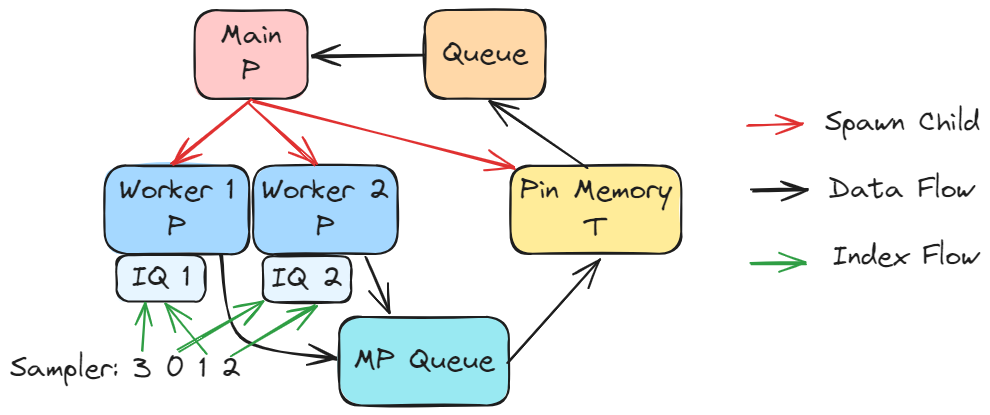 Main
P
Queue
Spawn Child
Worker 1
P
Worker 2
P
Pin Memory
T
Data Flow
IQ 1
IQ 2
Index Flow
Sampler: 3 0 1 2
MP Queue